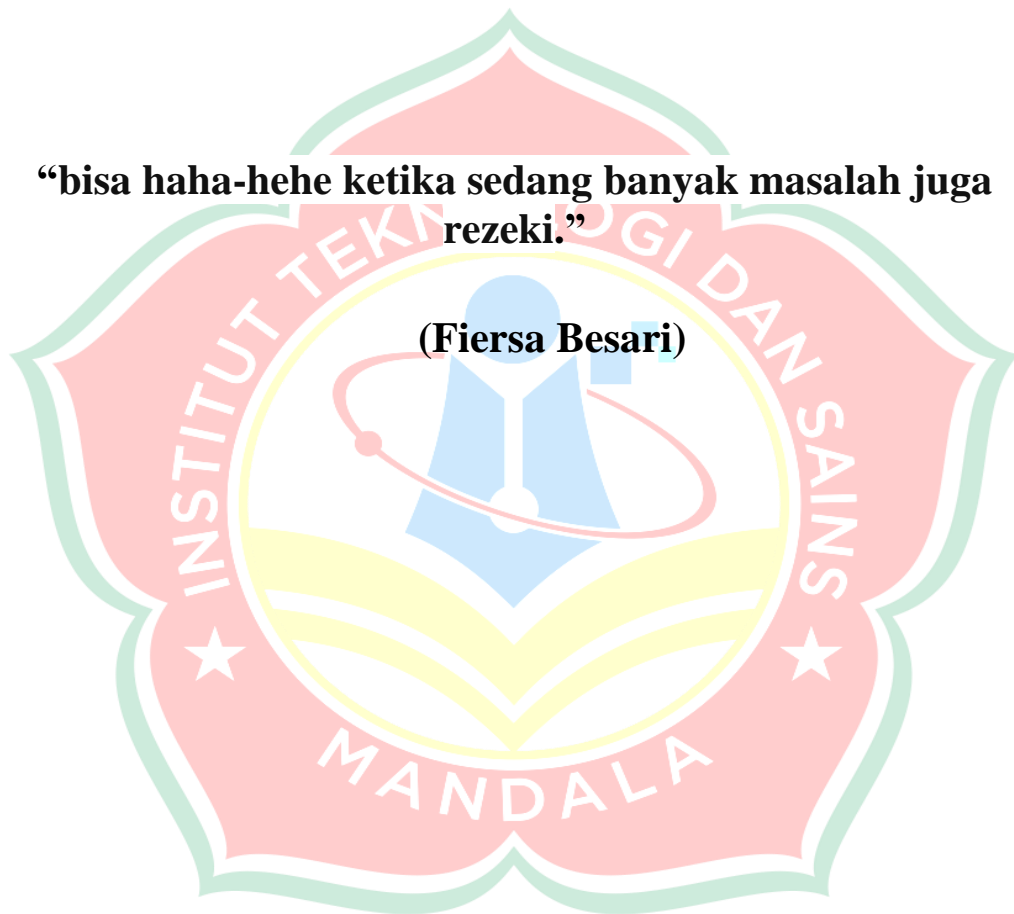 “bisa haha-hehe ketika sedang banyak masalah juga
rezeki.”
(Fiersa Besari)
INSTITUT TEKNOLOGI DAN SAINS
MANDALA